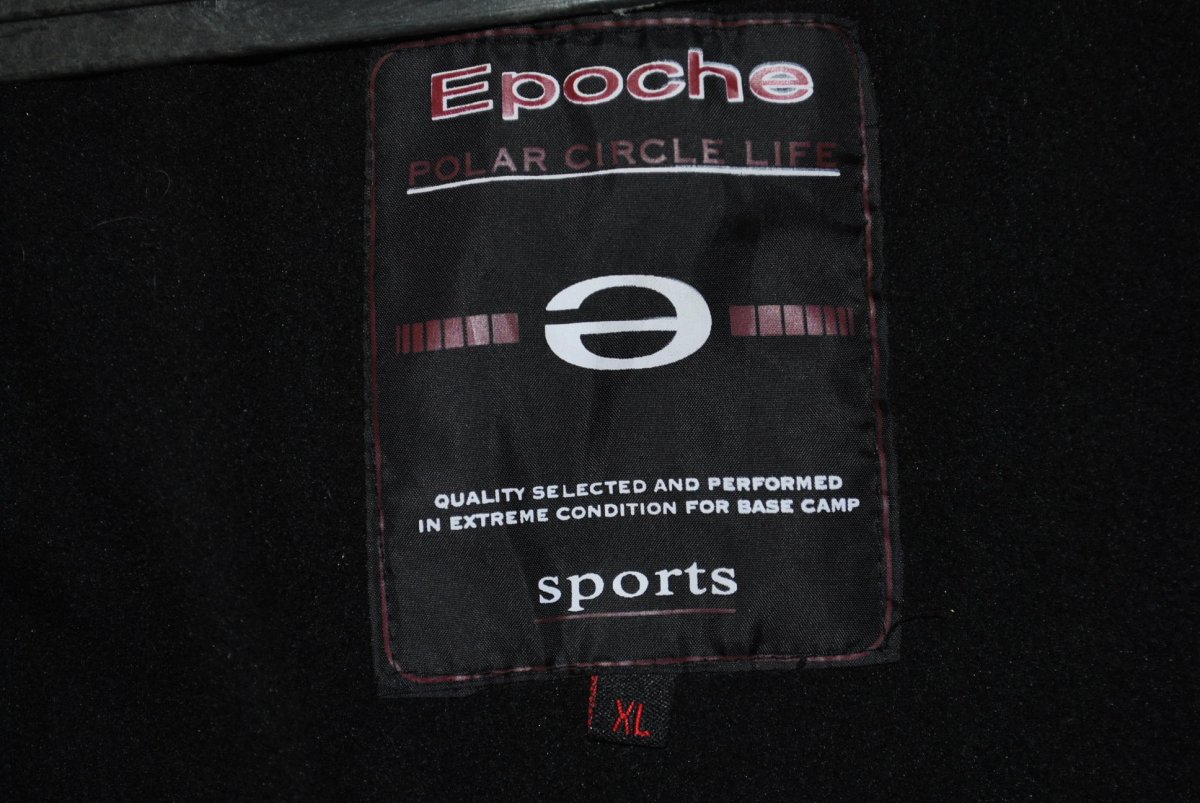 Epoche
POLAR CIRCLE LIFE
QUALITY SELECTED AND PERFORMED
IN EXTREME CONDITION FOR BASE CAMP
sports
XL